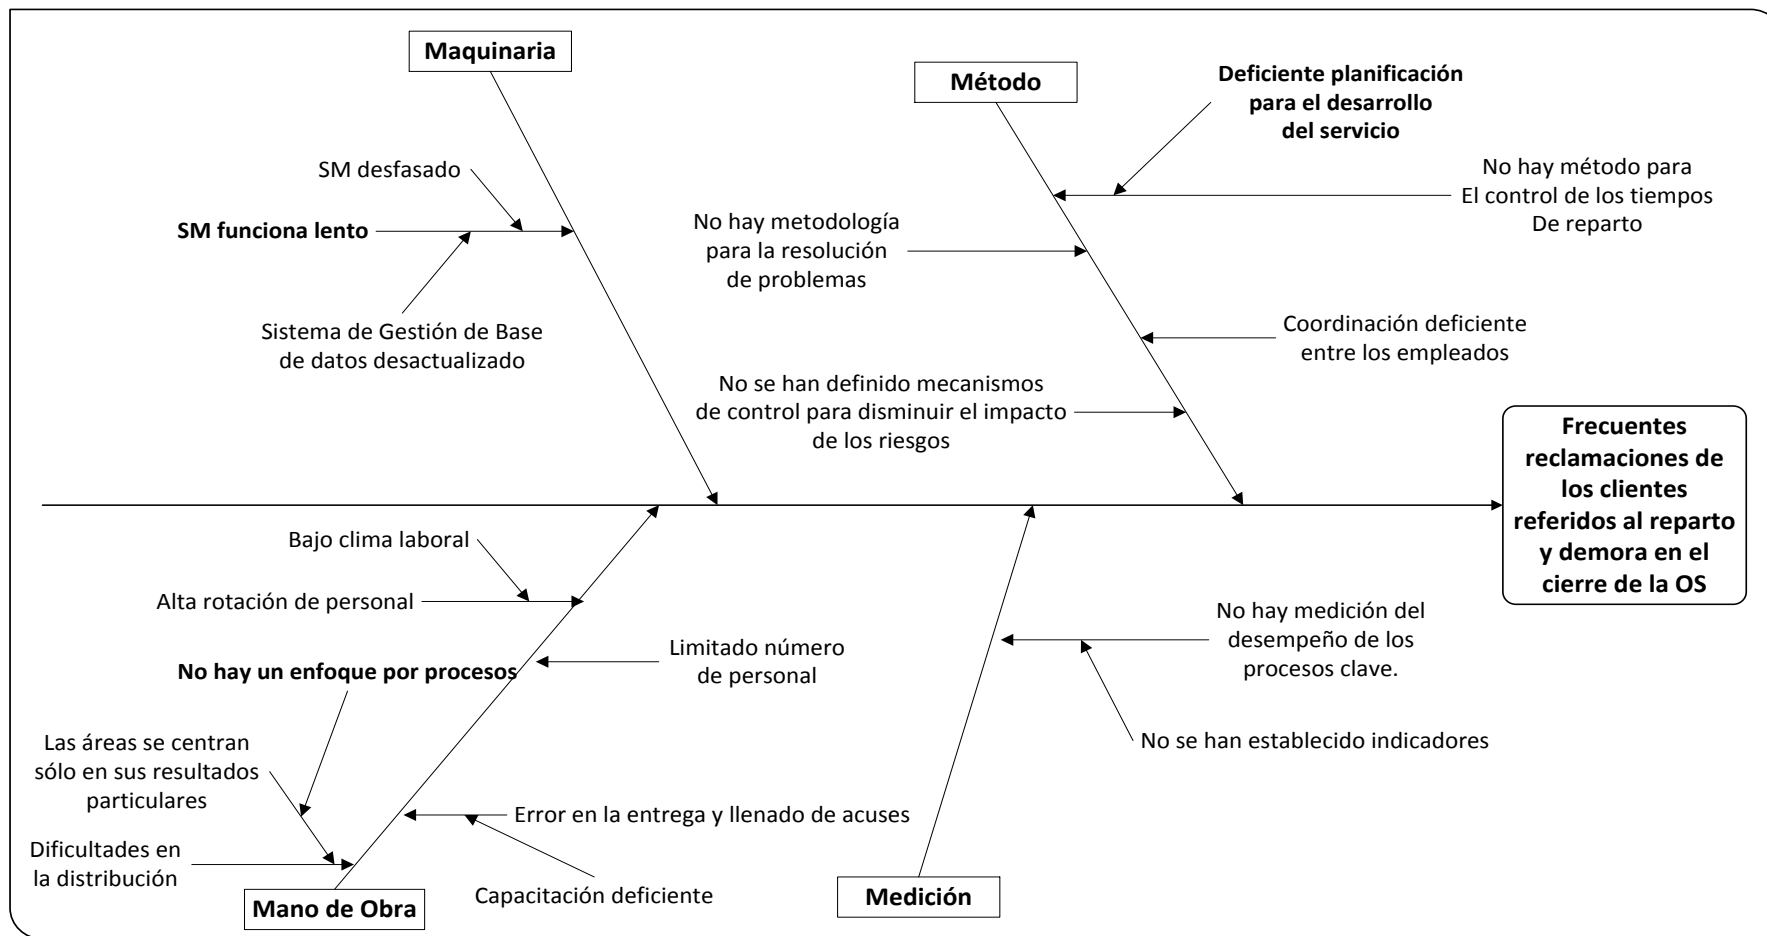 Maquinaria
Método
Deficiente planificación
para el desarrollo
del servicio
SM desfasado
No hay método para
El control de los tiempos
De reparto
SM funciona lento
No hay metodología
para la resolución
de problemas
Sistema de Gestión de Base
de datos desactualizado
Coordinación deficiente
entre los empleados
No se han definido mecanismos
de control para disminuir el impacto
de los riesgos
Frecuentes
reclamaciones de
los clientes
referidos al reparto
y demora en el
cierre de la OS
Bajo clima laboral
Alta rotación de personal
No hay medición del
desempeño de los
procesos clave.
Limitado número
de personal
No hay un enfoque por procesos
No se han establecido indicadores
Las áreas se centran
sólo en sus resultados
particulares
Error en la entrega y llenado de acuses
Dificultades en
la distribución
Capacitación deficiente
Mano de Obra
Medición